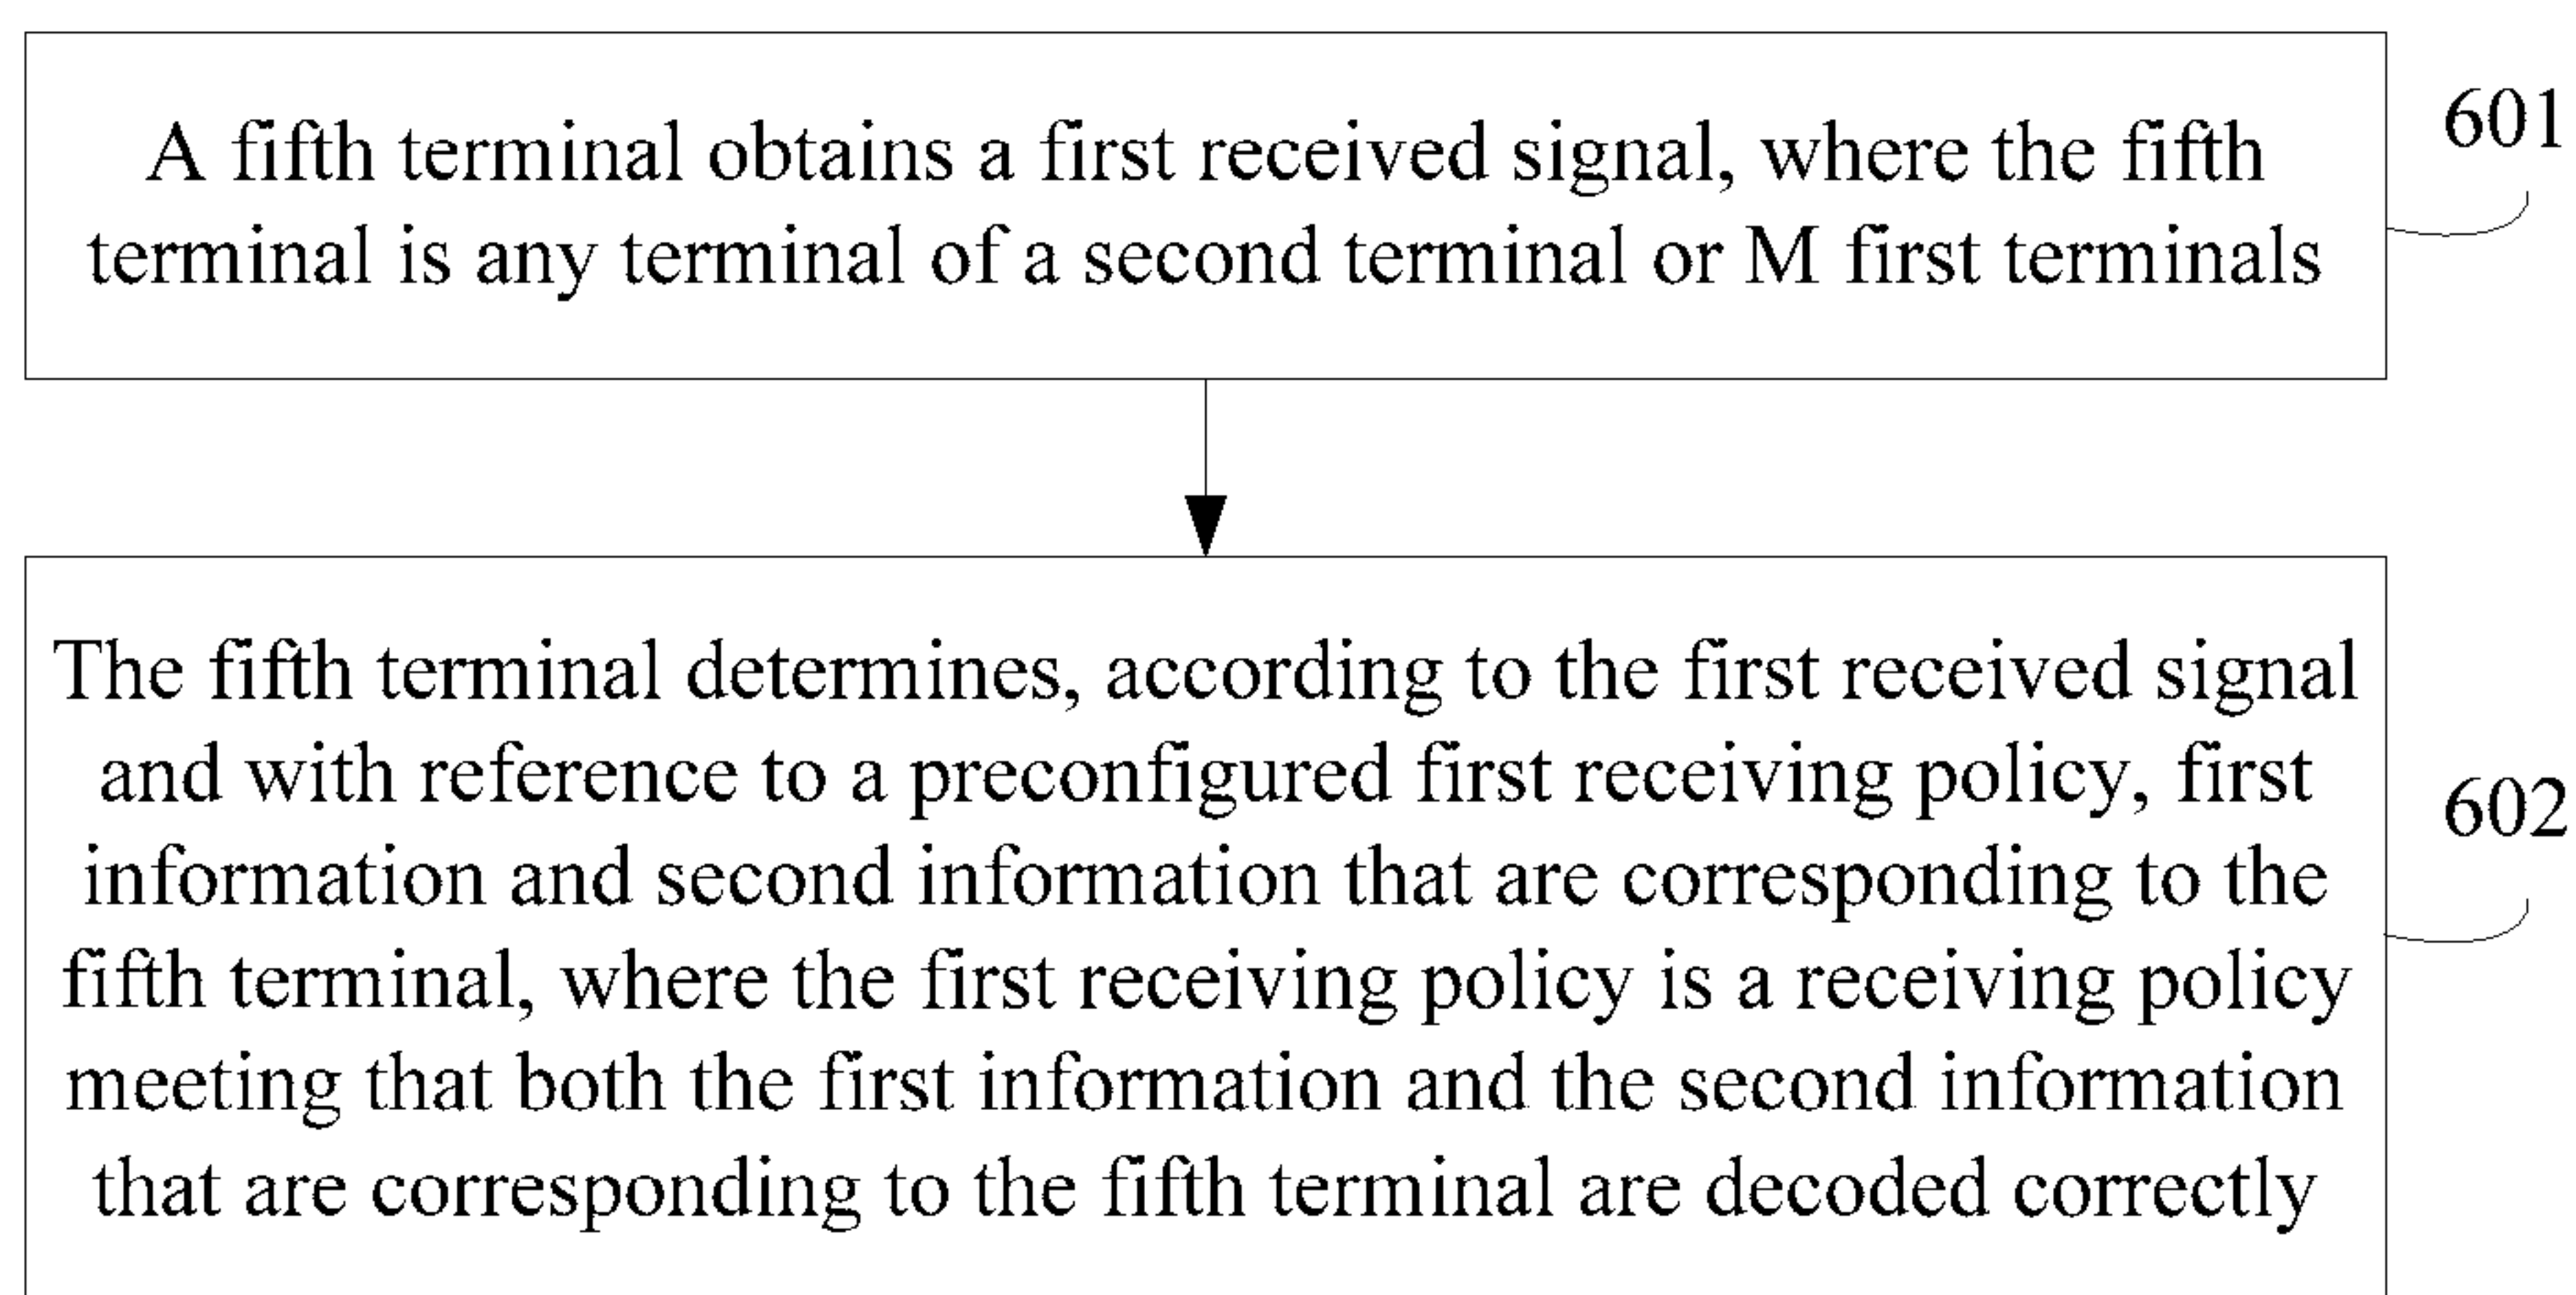 A fifth terminal obtains a first received signal, where the fifth
terminal is any terminal of a second terminal or M first terminals
601
The fifth terminal determines, according to the first received signal
and with reference to a preconfigured first receiving policy, first
information and second information that are corresponding to the
fifth terminal, where the first receiving policy is a receiving policy
meeting that both the first information and the second information
that are corresponding to the fifth terminal are decoded correctly
602